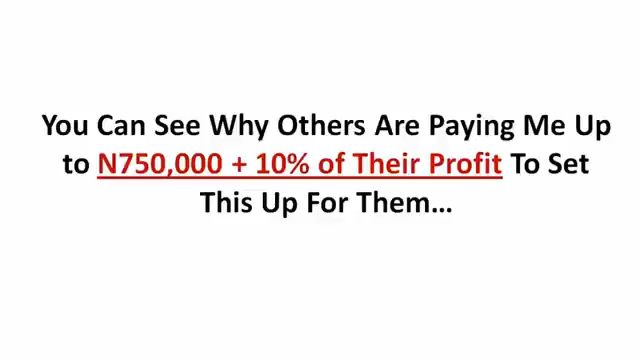 You Can See Why Others Are Paying Me Up
to N750,000 + 10% of Their Profit To Set
This Up For Them...